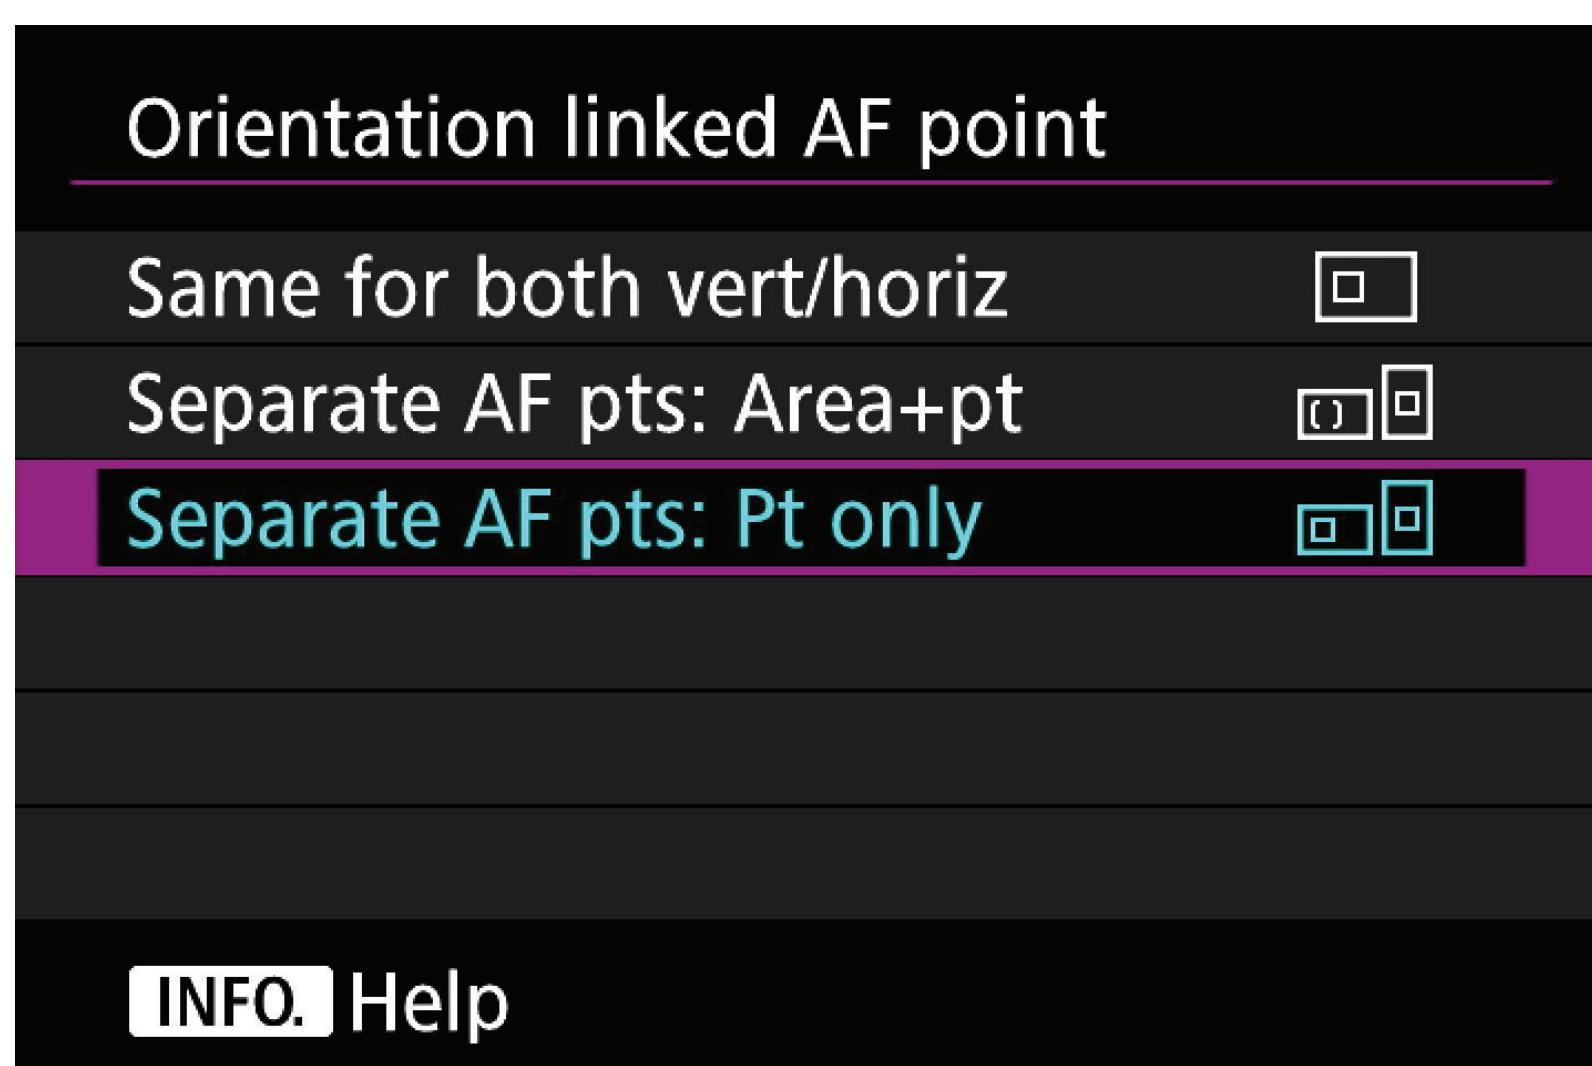 Orientation linked AF point
Same for both vert/horiz
Separate AF pts: Area+pt
Separate AF pts: Pt only
INFO. Help